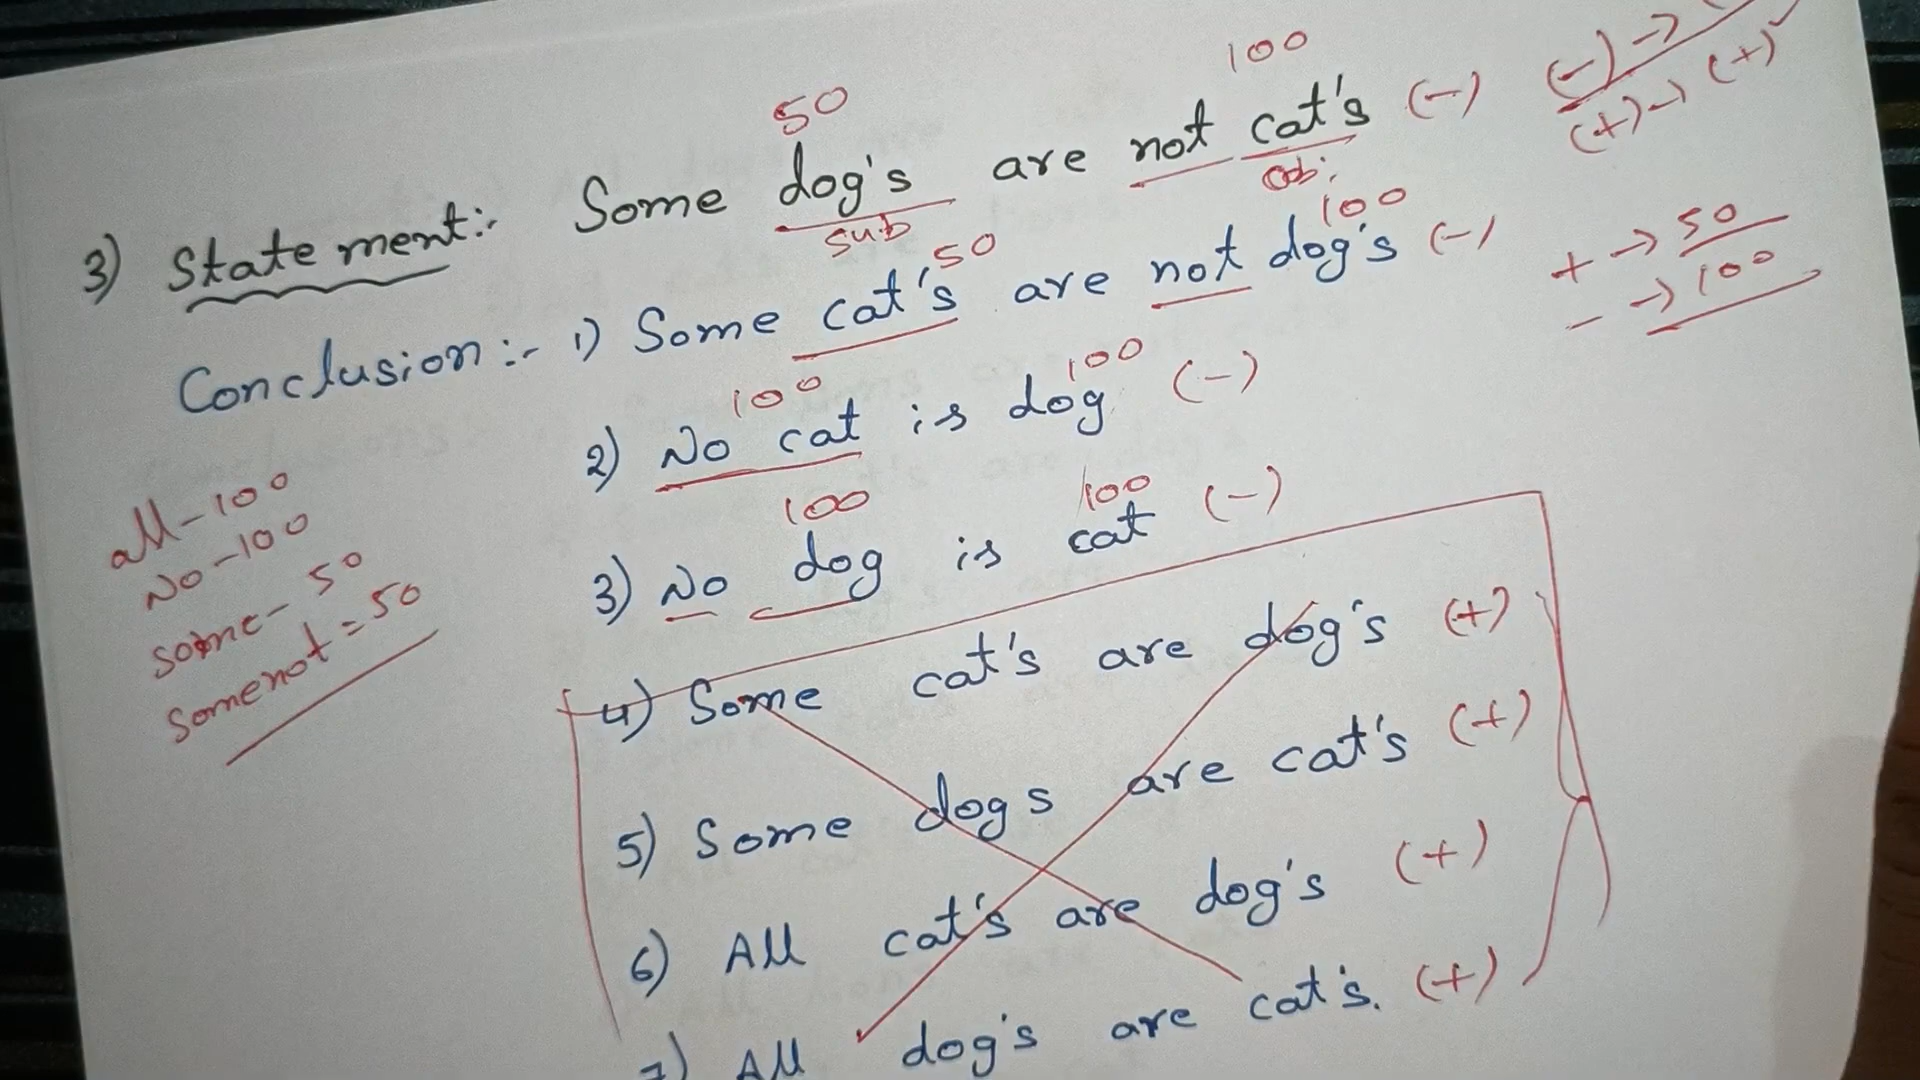 50 100
3) Statement:- Some dog's are not cat's (-) (-) →
sub obj. (+) → (+)
50 100
Conclusion:- 1) Some cat's are not dog's (-) + → 50
- → 100
100 100
2) No cat is dog (-)
100 100
3) No dog is cat (-)
all - 100
No - 100
some - 50
Some not = 50
4) Some cat's are dog's (+)
5) Some dogs are cat's (+)
6) All cat's are dog's (+)
7) All dog's are cat's. (+)